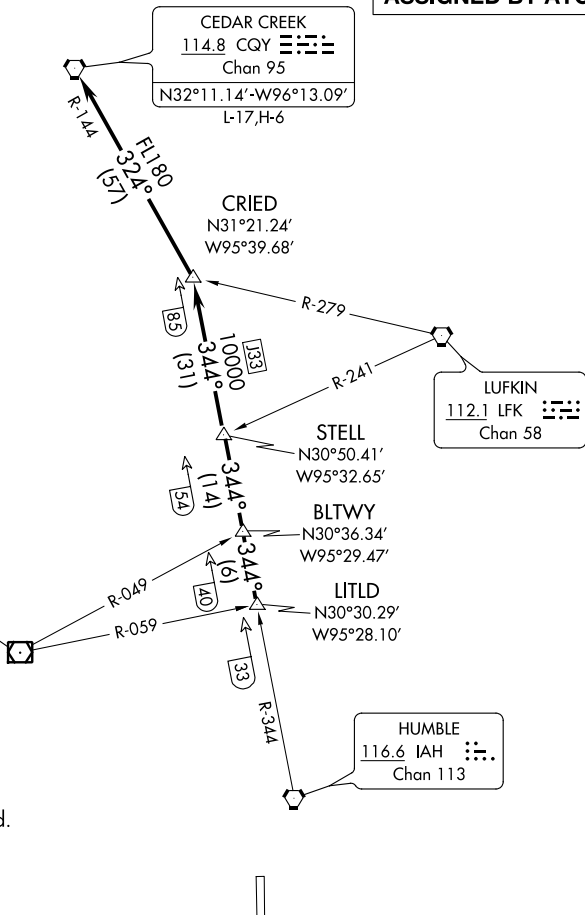 ASSIGNED BY ATC
CEDAR CREEK
114.8 CQY
Chan 95
N32°11.14'-W96°13.09'
L-17,H-6
R-144
FL180
324°
(57)
CRIED
N31°21.24'
W95°39.68'
85
R-279
J33
10000
344°
(31)
R-241
LUFKIN
112.1 LFK
Chan 58
STELL
N30°50.41'
W95°32.65'
54
344°
(14)
BLTWY
N30°36.34'
W95°29.47'
R-049
40
344°
(6)
LITLD
N30°30.29'
W95°28.10'
R-059
33
R-344
HUMBLE
116.6 IAH
Chan 113
d.